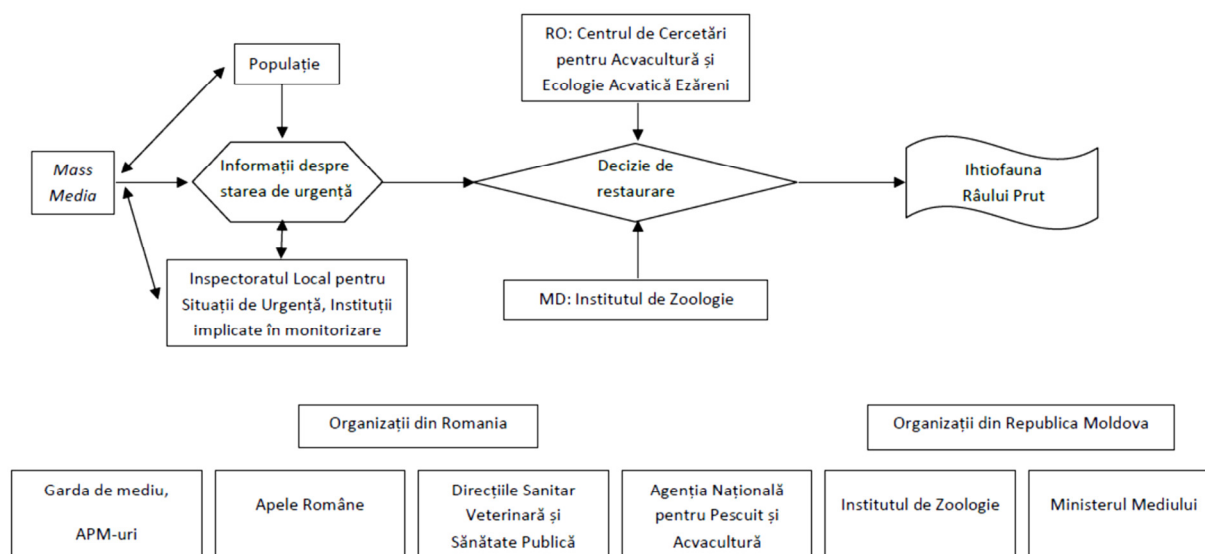 RO: Centrul de Cercetări
pentru Acvacultură și
Ecologie Acvatică Ezăreni
Populație
Mass
Media
Informații despre
starea de urgență
Decizie de
restaurare
Ihtiofauna
Râului Prut
Inspectoratul Local pentru
Situații de Urgență, Instituții
implicate în monitorizare
MD: Institutul de Zoologie
Organizații din Romania
Organizații din Republica Moldova
Garda de mediu,
APM-uri
Apele Române
Direcțiile Sanitar
Veterinară și
Sănătate Publică
Agenția Națională
pentru Pescuit și
Acvacultură
Institutul de Zoologie
Ministerul Mediului